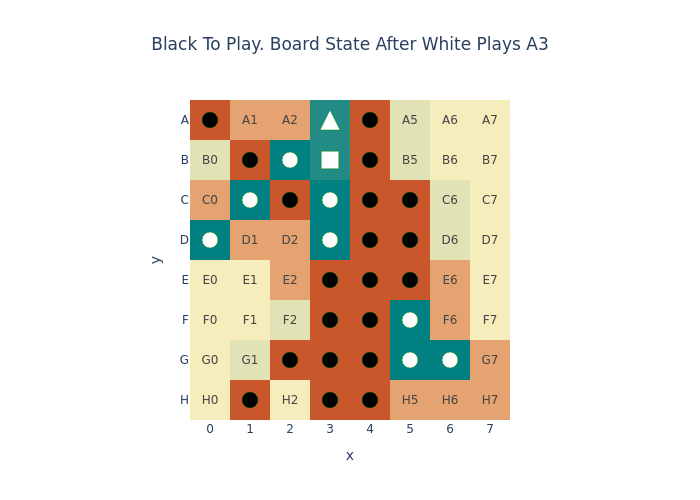 Black To Play. Board State After White Plays A3
A A1 A2 A5 A6 A7
B B0 B5 B6 B7
C C0 C6 C7
D D1 D2 D6 D7
E E0 E1 E2 E6 E7
F F0 F1 F2 F6 F7
G G0 G1 G7
H H0 H2 H5 H6 H7
0 1 2 3 4 5 6 7
x
y